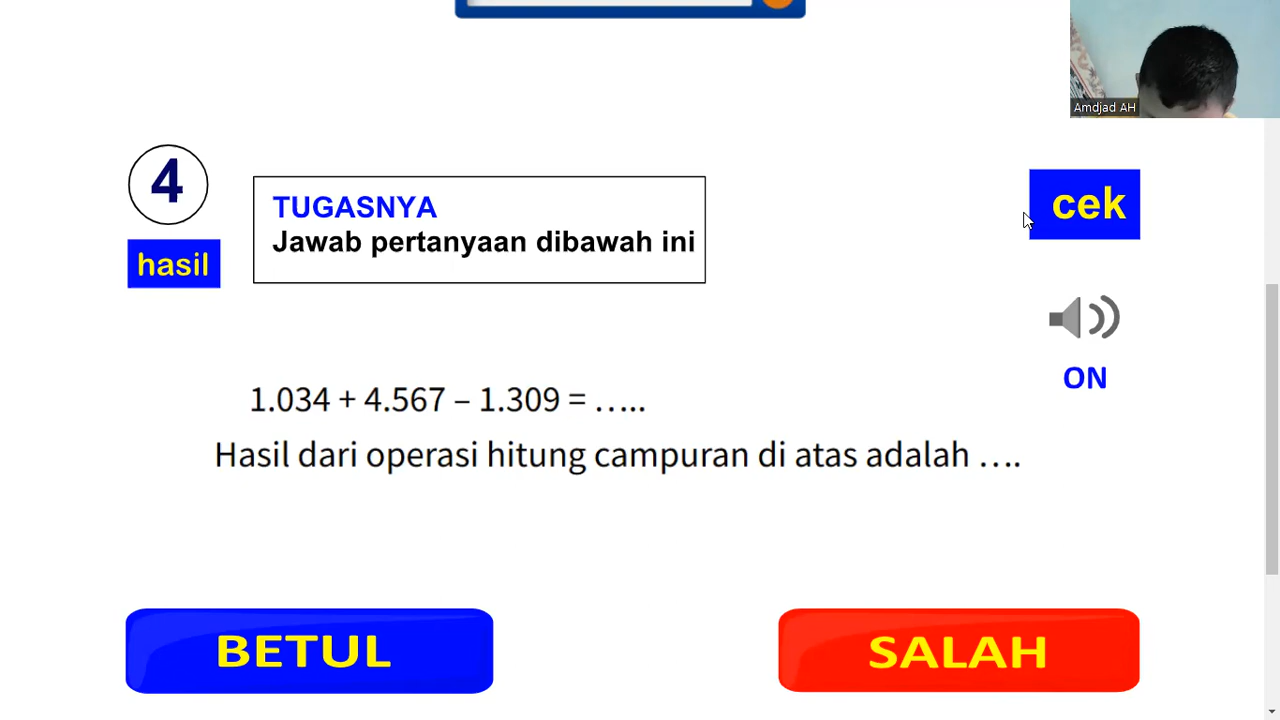 Amdjad AH
4
hasil
TUGASNYA
Jawab pertanyaan dibawah ini
cek
ON
1.034 + 4.567 – 1.309 = …..
Hasil dari operasi hitung campuran di atas adalah ….
BETUL
SALAH